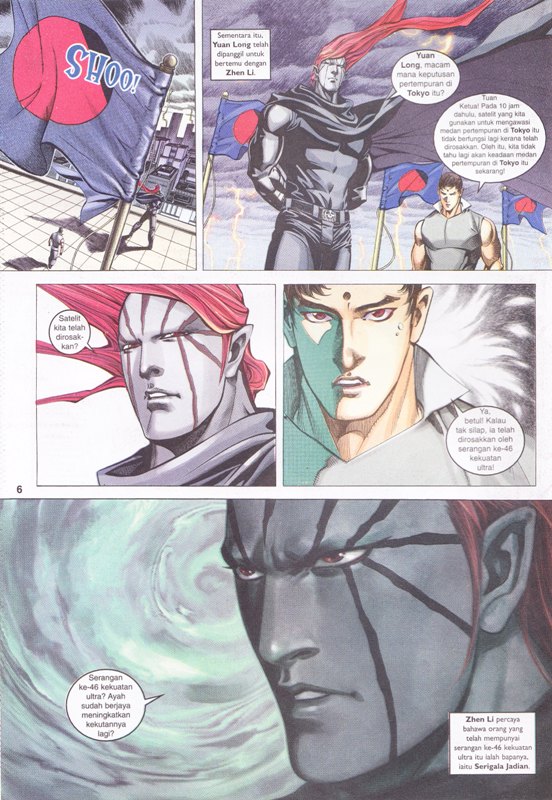 SHOO!
Sementara itu,
Yuan Long telah
dipanggil untuk
bertemu dengan
Zhen Li.
Yuan
Long, macam
mana keputusan
pertempuran di
Tokyo itu?
Tuan
Ketua! Pada 10 jam
dahulu, satelit yang kita
gunakan untuk mengawasi
medan pertempuran di Tokyo itu
tidak berfungsi lagi kerana telah
dirosakkan. Oleh itu, kita tidak
tahu lagi akan keadaan medan
pertempuran di Tokyo itu
sekarang!
Satelit
kita telah
dirosak-
kan?
Ya,
betul! Kalau
tak silap, ia telah
dirosakkan oleh
serangan ke-46
kekuatan
ultra!
6
Serangan
ke-46 kekuatan
ultra? Ayah
sudah berjaya
meningkatkan
kekutannya
lagi?
Zhen Li percaya
bahawa orang yang
telah mempunyai
serangan ke-46 kekuatan
ultra itu ialah bapanya,
iaitu Serigala Jadian.